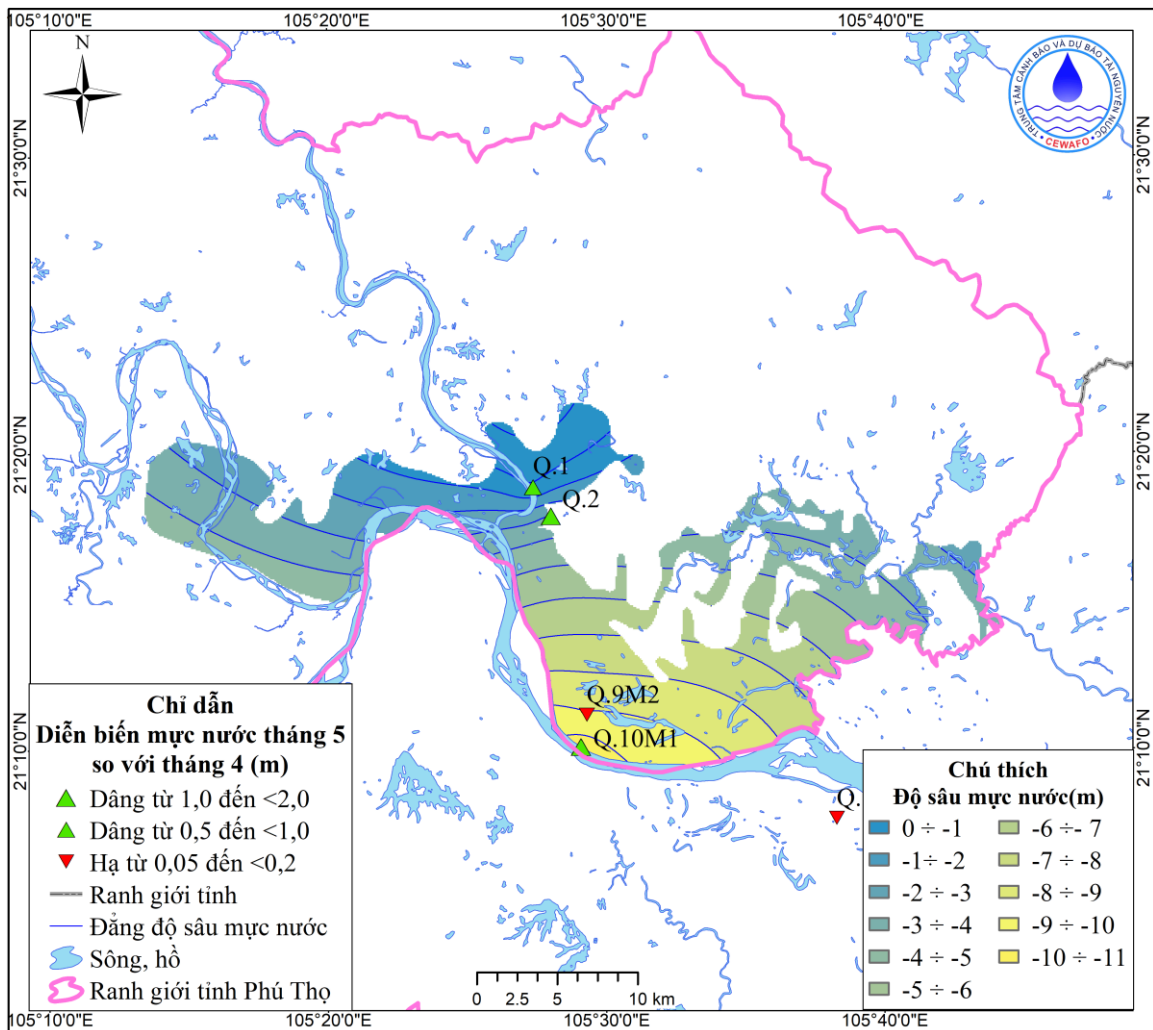 105°10'0"E 105°20'0"E 105°30'0"E 105°40'0"E
N
TRUNG TÂM CẢNH BÁO VÀ DỰ BÁO TÀI NGUYÊN NƯỚC
CEWAFO
21°30'0"N 21°30'0"N
21°20'0"N 21°20'0"N
Q.1
Q.2
Q.9M2
Q.10M1
21°10'0"N 21°10'0"N
Q.
Chỉ dẫn
Diễn biến mực nước tháng 5
so với tháng 4 (m)
Dâng từ 1,0 đến <2,0
Dâng từ 0,5 đến <1,0
Hạ từ 0,05 đến <0,2
Ranh giới tỉnh
Đẳng độ sâu mực nước
Sông, hồ
Ranh giới tỉnh Phú Thọ
0 2.5 5 10 km
Chú thích
Độ sâu mực nước(m)
0 ÷ -1
-1÷ -2
-2 ÷ -3
-3 ÷ -4
-4 ÷ -5
-5 ÷ -6
-6 ÷- 7
-7 ÷ -8
-8 ÷ -9
-9 ÷ -10
-10 ÷ -11
105°10'0"E 105°20'0"E 105°30'0"E 105°40'0"E